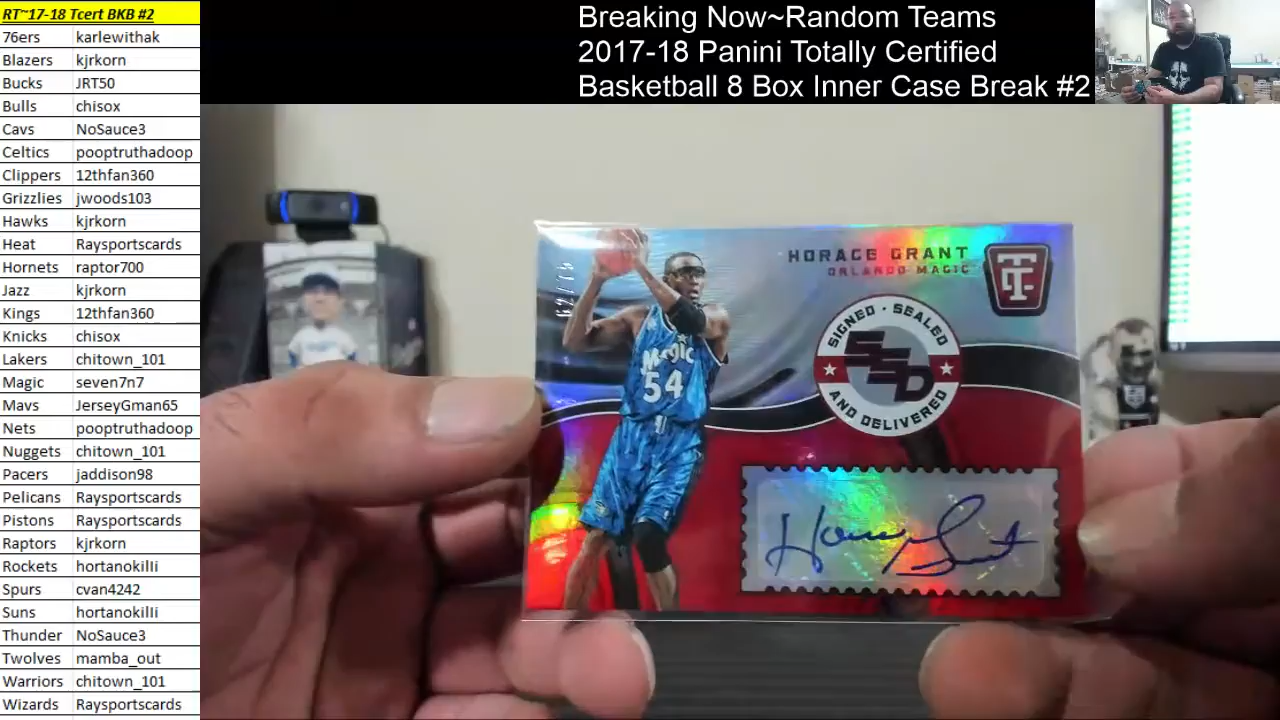 RT~17-18 Tcert BKB #2
76ers karlewithak
Blazers kjrkorn
Bucks JRT50
Bulls chisox
Cavs NoSauce3
Celtics pooptruthadoop
Clippers 12thfan360
Grizzlies jwoods103
Hawks kjrkorn
Heat Raysportscards
Hornets raptor700
Jazz kjrkorn
Kings 12thfan360
Knicks chisox
Lakers chitown_101
Magic seven7n7
Mavs JerseyGman65
Nets pooptruthadoop
Nuggets chitown_101
Pacers jaddison98
Pelicans Raysportscards
Pistons Raysportscards
Raptors kjrkorn
Rockets hortanokilli
Spurs cvan4242
Suns hortanokilli
Thunder NoSauce3
Twolves mamba_out
Warriors chitown_101
Wizards Raysportscards
Breaking Now~Random Teams
2017-18 Panini Totally Certified
Basketball 8 Box Inner Case Break #2
HORACE GRANT
ORLANDO MAGIC
TC
SIGNED · SEALED
SSD
AND DELIVERED
Magic
54
Horace Grant